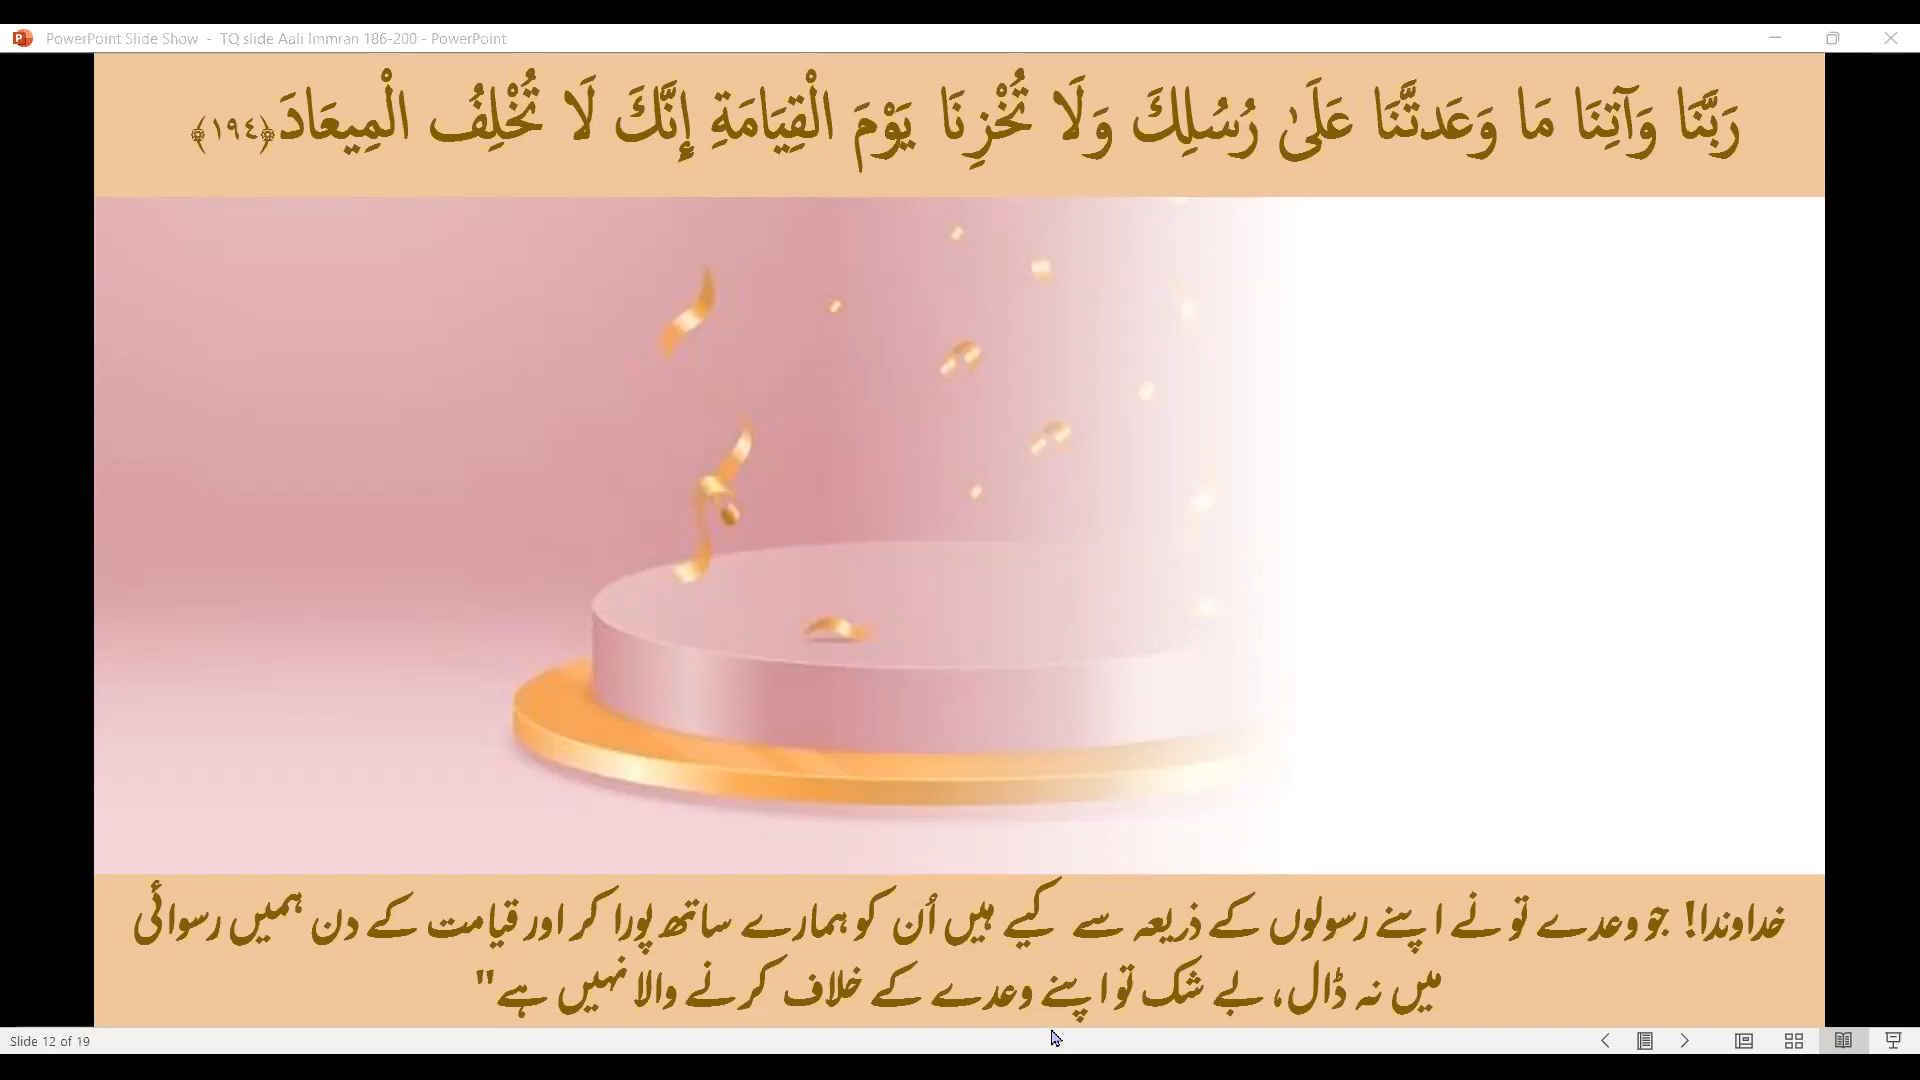 PowerPoint Slide Show - TQ slide Aali Immran 186-200 - PowerPoint
رَبَّنَا وَآتِنَا مَا وَعَدتَّنَا عَلَىٰ رُسُلِكَ وَلَا تُخْزِنَا يَوْمَ الْقِيَامَةِ إِنَّكَ لَا تُخْلِفُ الْمِيعَادَ ﴿١٩٤﴾
خداوندا! جو وعدے تو نے اپنے رسولوں کے ذریعہ سے کیے ہیں اُن کو ہمارے ساتھ پورا کر اور قیامت کے دن ہمیں رسوائی
میں نہ ڈال، بے شک تو اپنے وعدے کے خلاف کرنے والا نہیں ہے"
Slide 12 of 19